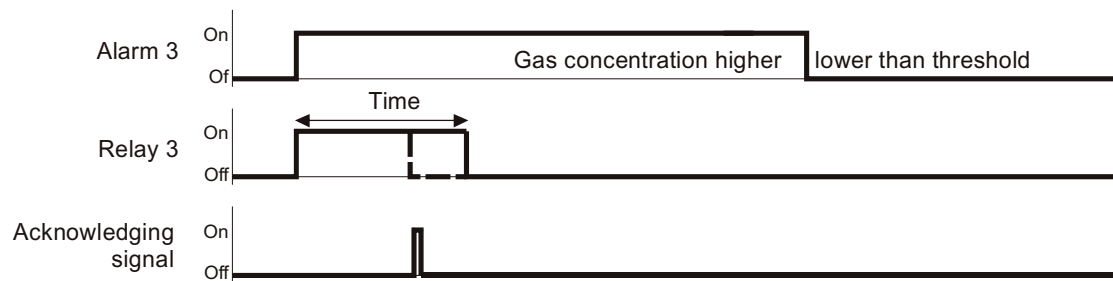 On
Alarm 3
Gas concentration higher lower than threshold
Of
Time
On
Relay 3
Off
Acknowledging
signal
On
Off